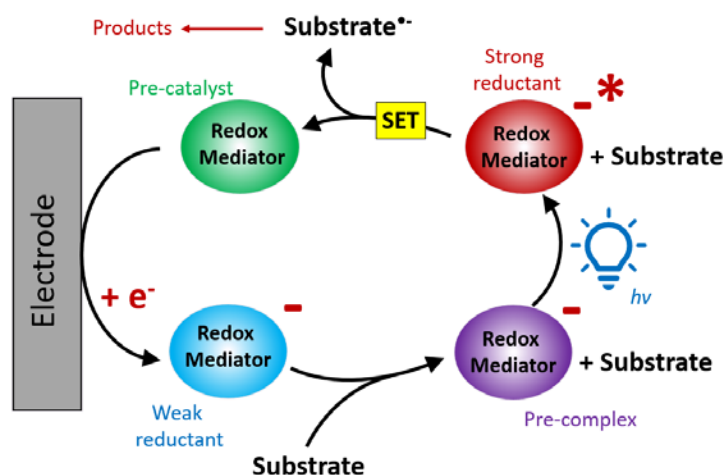 Products
Substrate•-
Pre-catalyst
Strong
reductant
Redox
Mediator
SET
Redox
Mediator
- *
+ Substrate
Electrode
+ e-
hv
Redox
Mediator
-
Redox
Mediator
-
+ Substrate
Weak
reductant
Pre-complex
Substrate